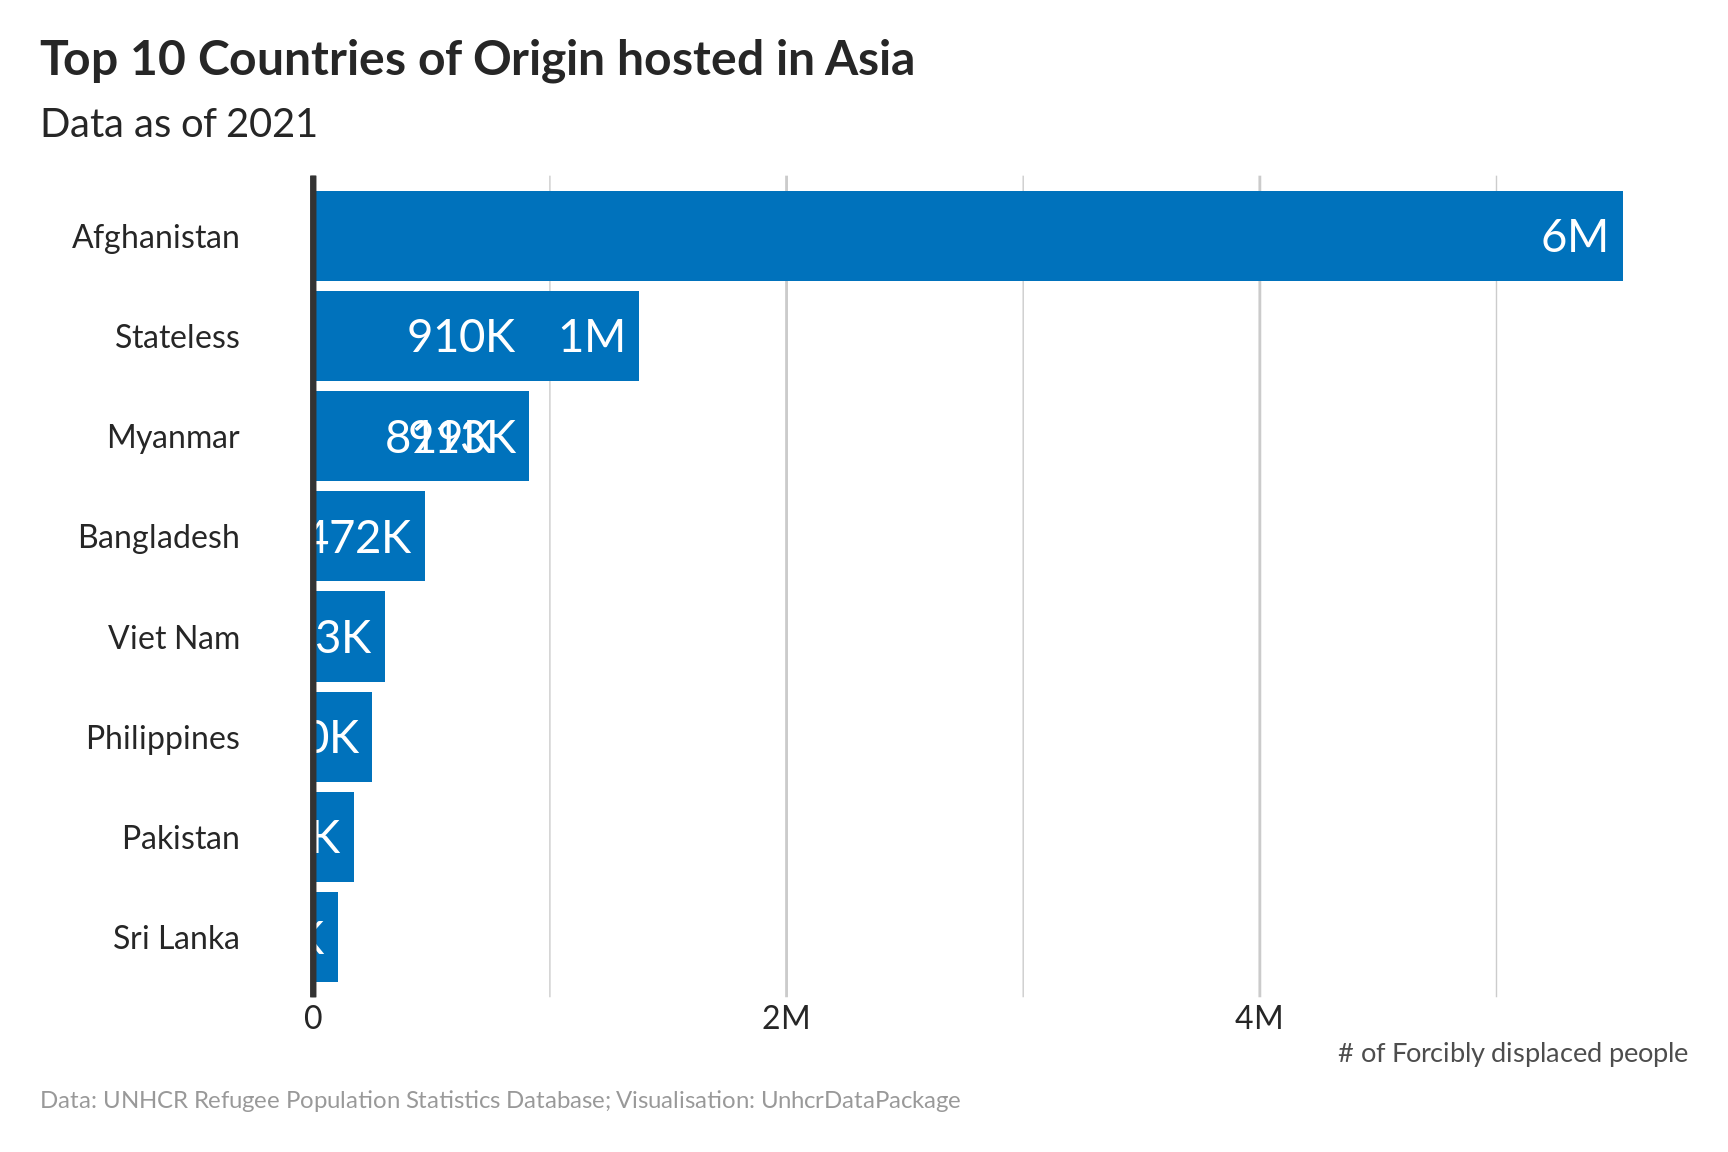 Top 10 Countries of Origin hosted in Asia
Data as of 2021
Afghanistan 6M
Stateless 910K 1M
Myanmar
Bangladesh 472K
Viet Nam 3K
Philippines 0K
Pakistan K
Sri Lanka K
0 2M 4M
# of Forcibly displaced people
Data: UNHCR Refugee Population Statistics Database; Visualisation: UnhcrDataPackage